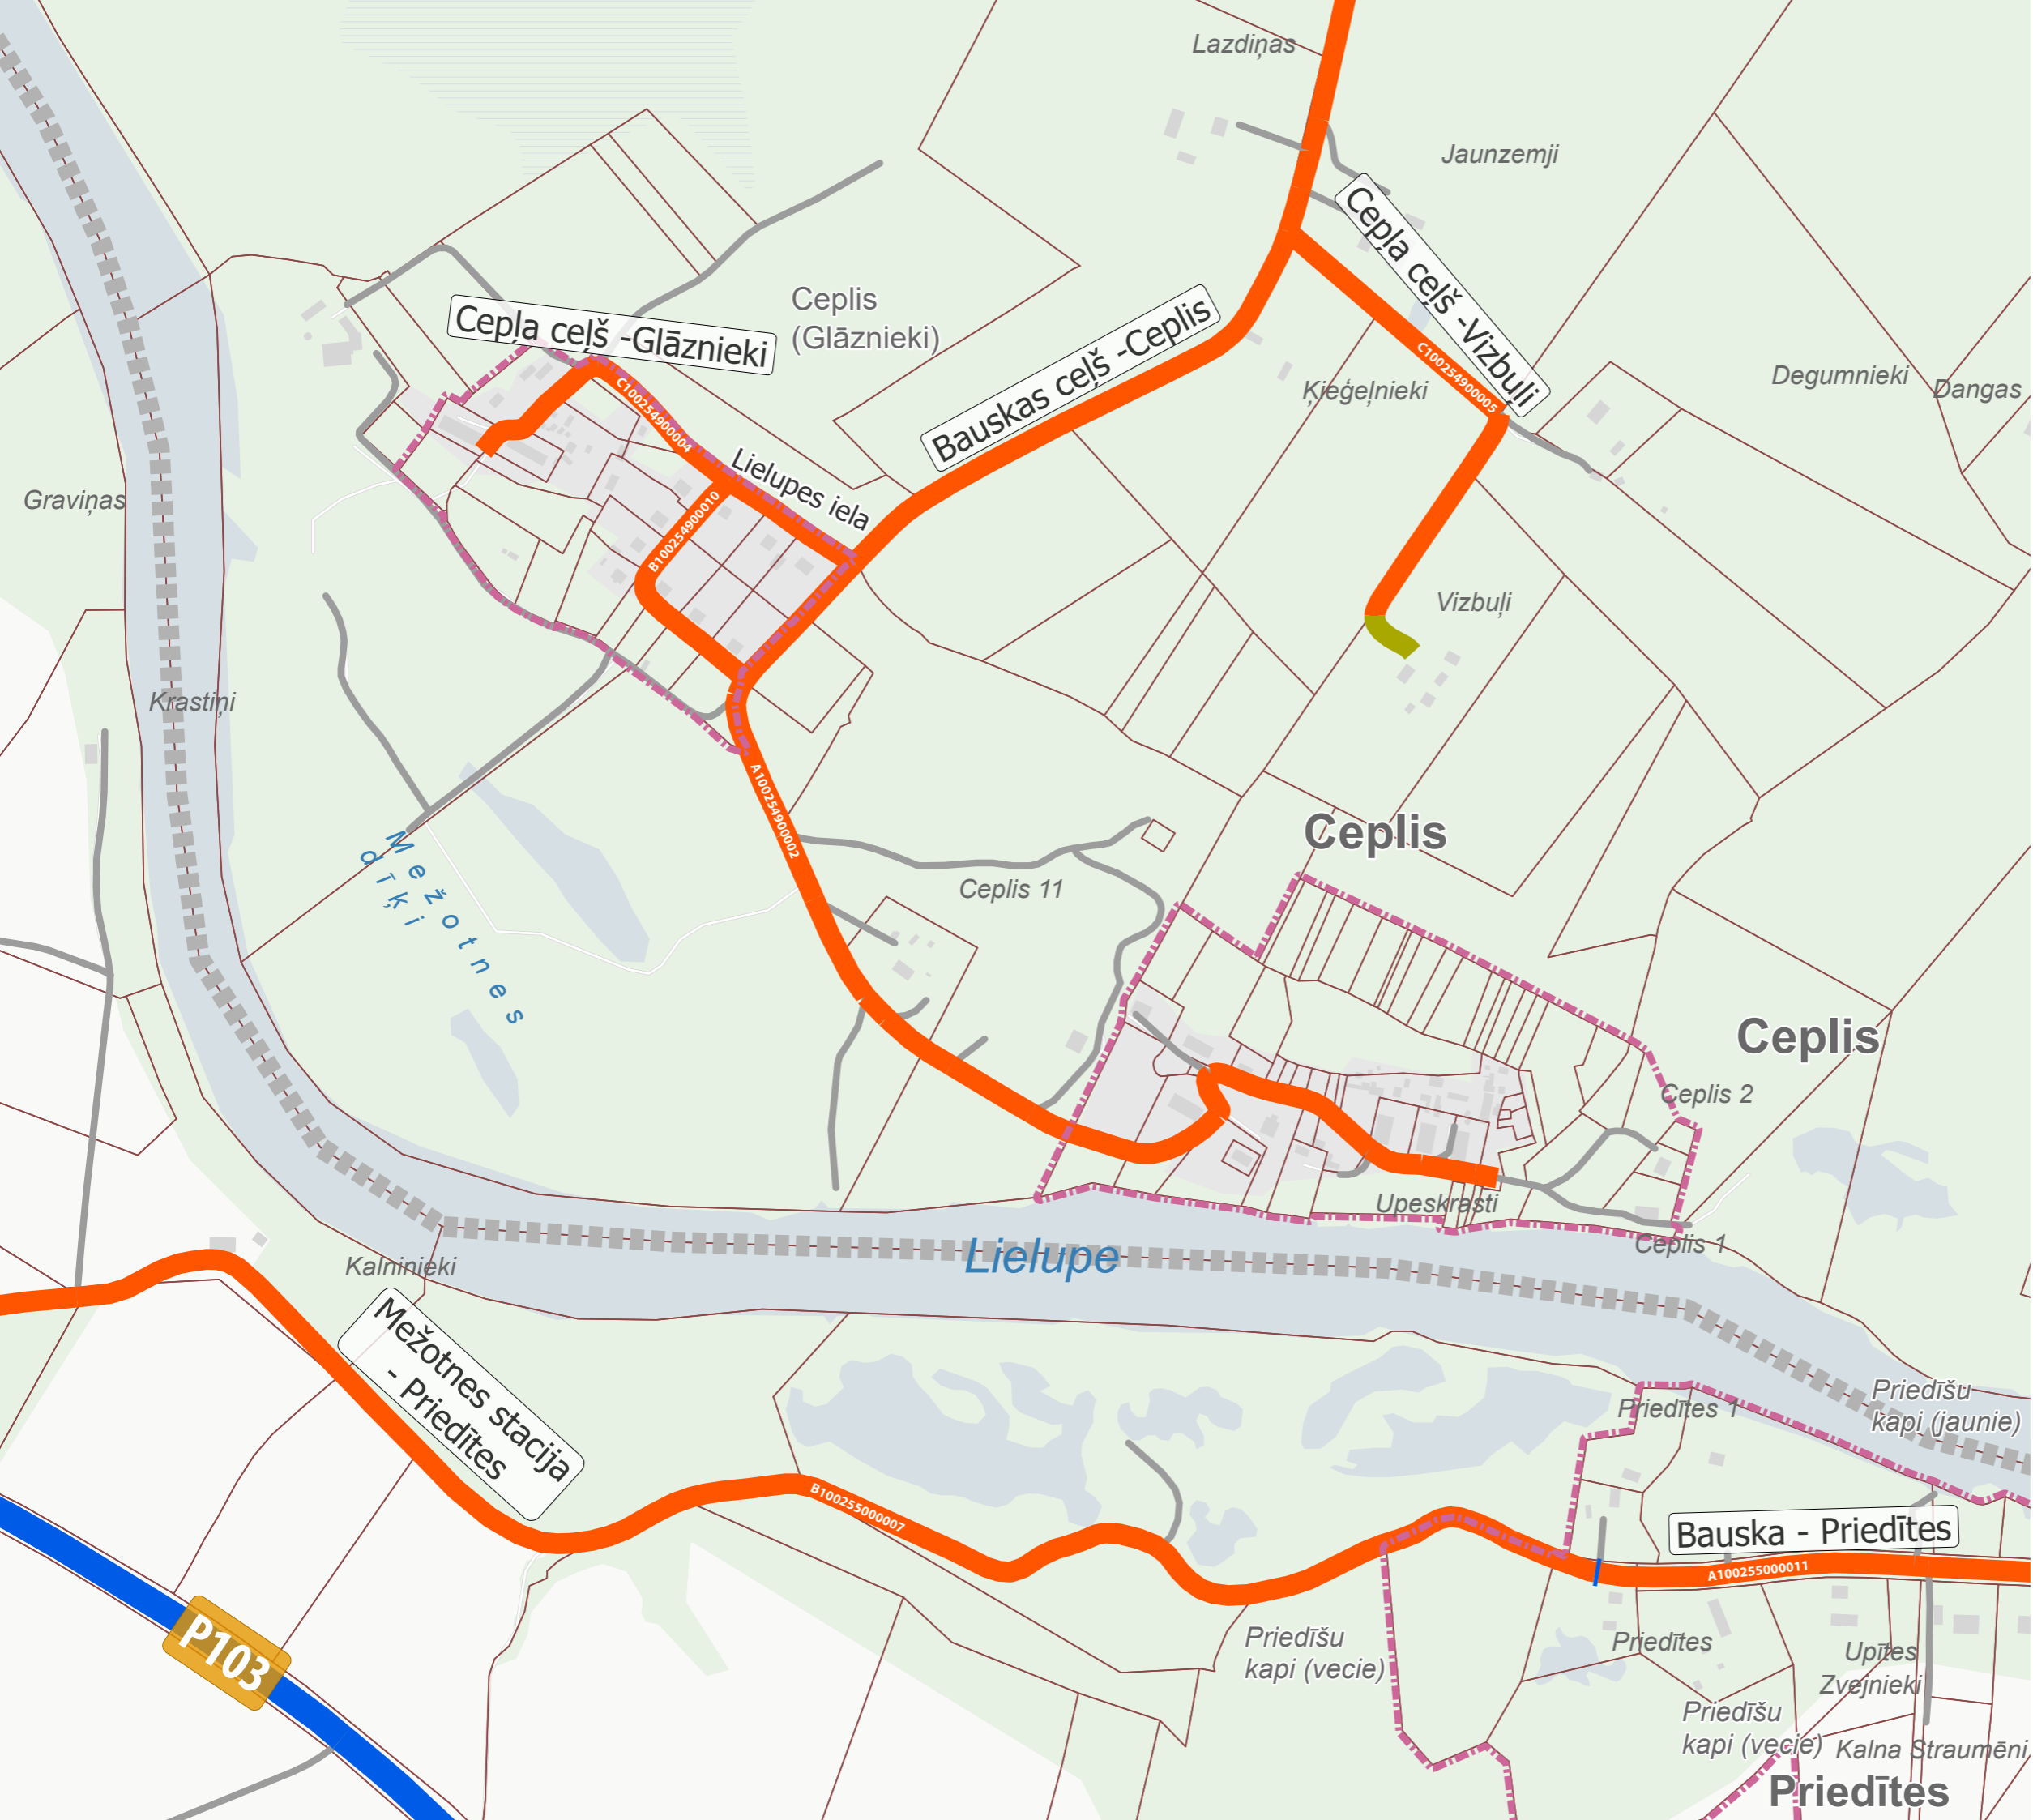 Lazdiņas
Jaunzemji
Cepļa ceļš -Vizbuļi
Ceplis
(Glāznieki)
Cepļa ceļš -Glāznieki
Bauskas ceļš -Ceplis
C100254900005
C100254900004
Ķieģeļnieki
Degumnieki
Dangas
Lielupes iela
Graviņas
B100254900010
Vizbuļi
Krastiņi
A100254900002
Ceplis
Mežotnes
dīķi
Ceplis 11
Ceplis
Ceplis 2
Upeskrasti
Ceplis 1
Lielupe
Kalninieki
Mežotnes stacija
- Priedītes
Priedītes 1
Priedīšu
kapi (jaunie)
B100255000007
Bauska - Priedītes
A100255000011
P103
Priedīšu
kapi (vecie)
Priedītes
Upītes
Zvejnieki
Priedīšu
kapi (vecie)
Kalna Straumēni
Priedītes